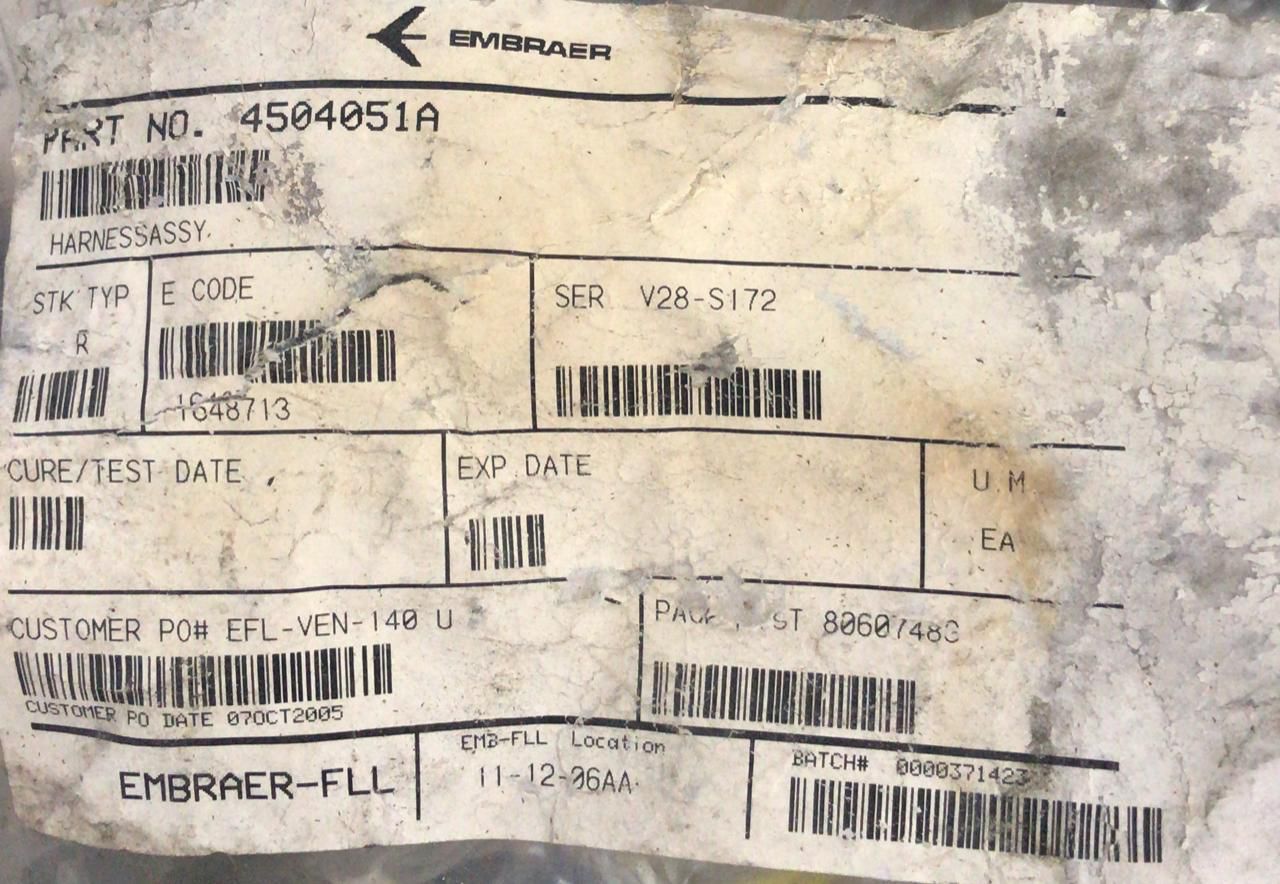 EMBRAER
PART NO. 4504051A
HARNESSASSY.
STK TYP
R
E CODE
1648713
SER V28-S172
CURE/TEST DATE
EXP DATE
U M
EA
CUSTOMER PO# EFL-VEN-140 U
CUSTOMER PO DATE 07OCT2005
EMBRAER-FLL
EMB-FLL Location
11-12-06AA
BATCH# 0000371423